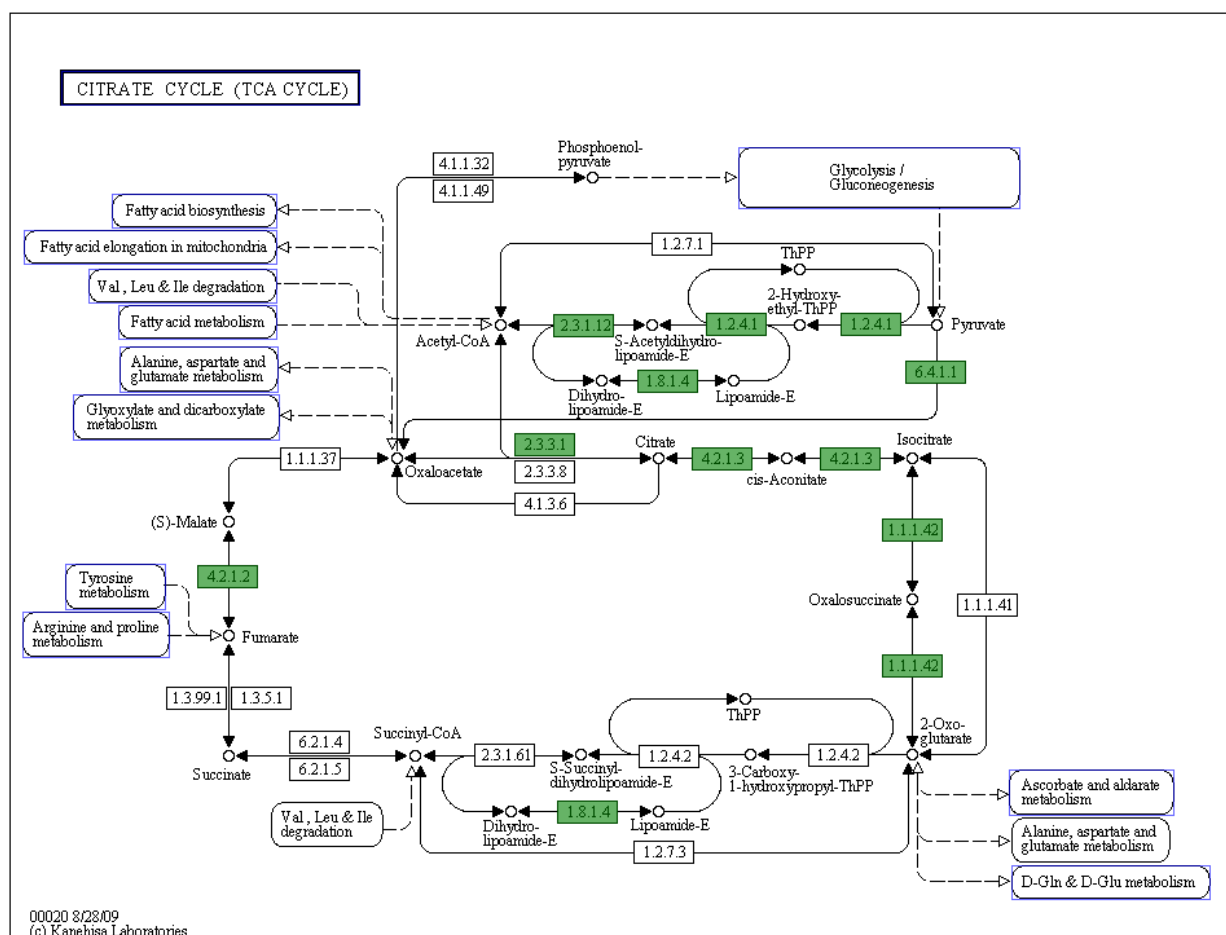 CITRATE CYCLE (TCA CYCLE)
Phosphoenol-
pyruvate
4.1.1.32
4.1.1.49
Glycolysis /
Gluconeogenesis
Fatty acid biosynthesis
Fatty acid elongation in mitochondria
Val , Leu & Ile degradation
Fatty acid metabolism
Alanine, aspartate and
glutamate metabolism
Glyoxylate and dicarboxylate
metabolism
1.2.7.1
ThPP
2-Hydroxy-
ethyl-ThPP
Acetyl-CoA
2.3.1.12
S-Acetyldihydro-
lipoamide-E
1.2.4.1
1.2.4.1
Pyruvate
Dihydro-
lipoamide-E
1.8.1.4
Lipoamide-E
6.4.1.1
1.1.1.37
Oxaloacetate
2.3.3.1
2.3.3.8
4.1.3.6
Citrate
4.2.1.3
cis-Aconitate
4.2.1.3
Isocitrate
(S)-Malate
4.2.1.2
1.1.1.42
Oxalosuccinate
1.1.1.41
1.1.1.42
Tyrosine
metabolism
Arginine and proline
metabolism
Fumarate
1.3.99.1
1.3.5.1
Succinate
6.2.1.4
6.2.1.5
Succinyl-CoA
2.3.1.61
S-Succinyl-
dihydrolipoamide-E
ThPP
1.2.4.2
3-Carboxy-
1-hydroxypropyl-ThPP
1.2.4.2
2-Oxo-
glutarate
Val , Leu & Ile
degradation
Dihydro-
lipoamide-E
1.8.1.4
Lipoamide-E
1.2.7.3
Ascorbate and aldarate
metabolism
Alanine, aspartate and
glutamate metabolism
D-Gln & D-Glu metabolism
00020 8/28/09
(c) Kanehisa Laboratories